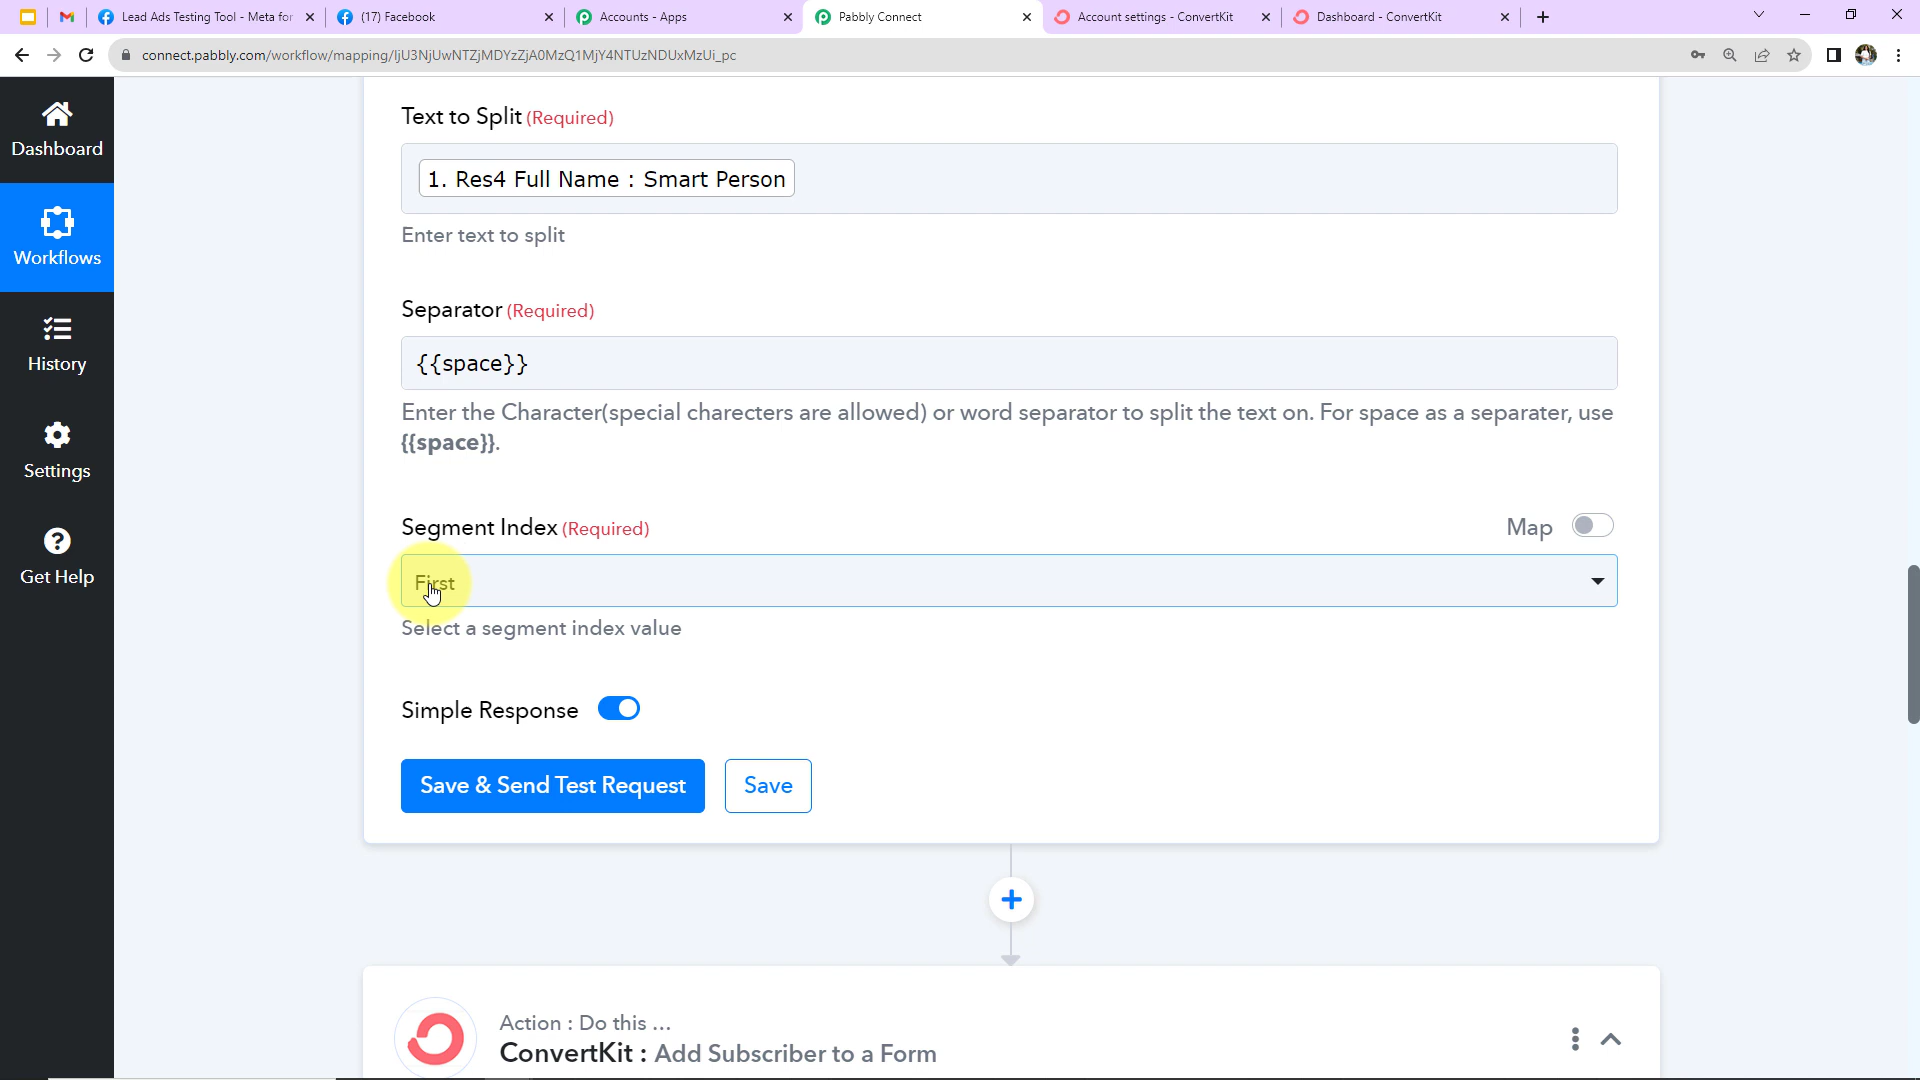 Lead Ads Testing Tool - Meta for
(17) Facebook
Accounts - Apps
Pabbly Connect
Account settings - ConvertKit
Dashboard - ConvertKit
connect.pabbly.com/workflow/mapping/IjU3NjUwNTZjMDYzZjA0MzQ1MjY4NTUzNDUxMzUi_pc
Dashboard
Workflows
History
Settings
Get Help
Text to Split (Required)
1. Res4 Full Name : Smart Person
Enter text to split
Separator (Required)
{{space}}
Enter the Character(special charecters are allowed) or word separator to split the text on. For space as a separater, use
{{space}}.
Segment Index (Required)
Map
First
Select a segment index value
Simple Response
Save & Send Test Request
Save
Action : Do this ...
ConvertKit : Add Subscriber to a Form